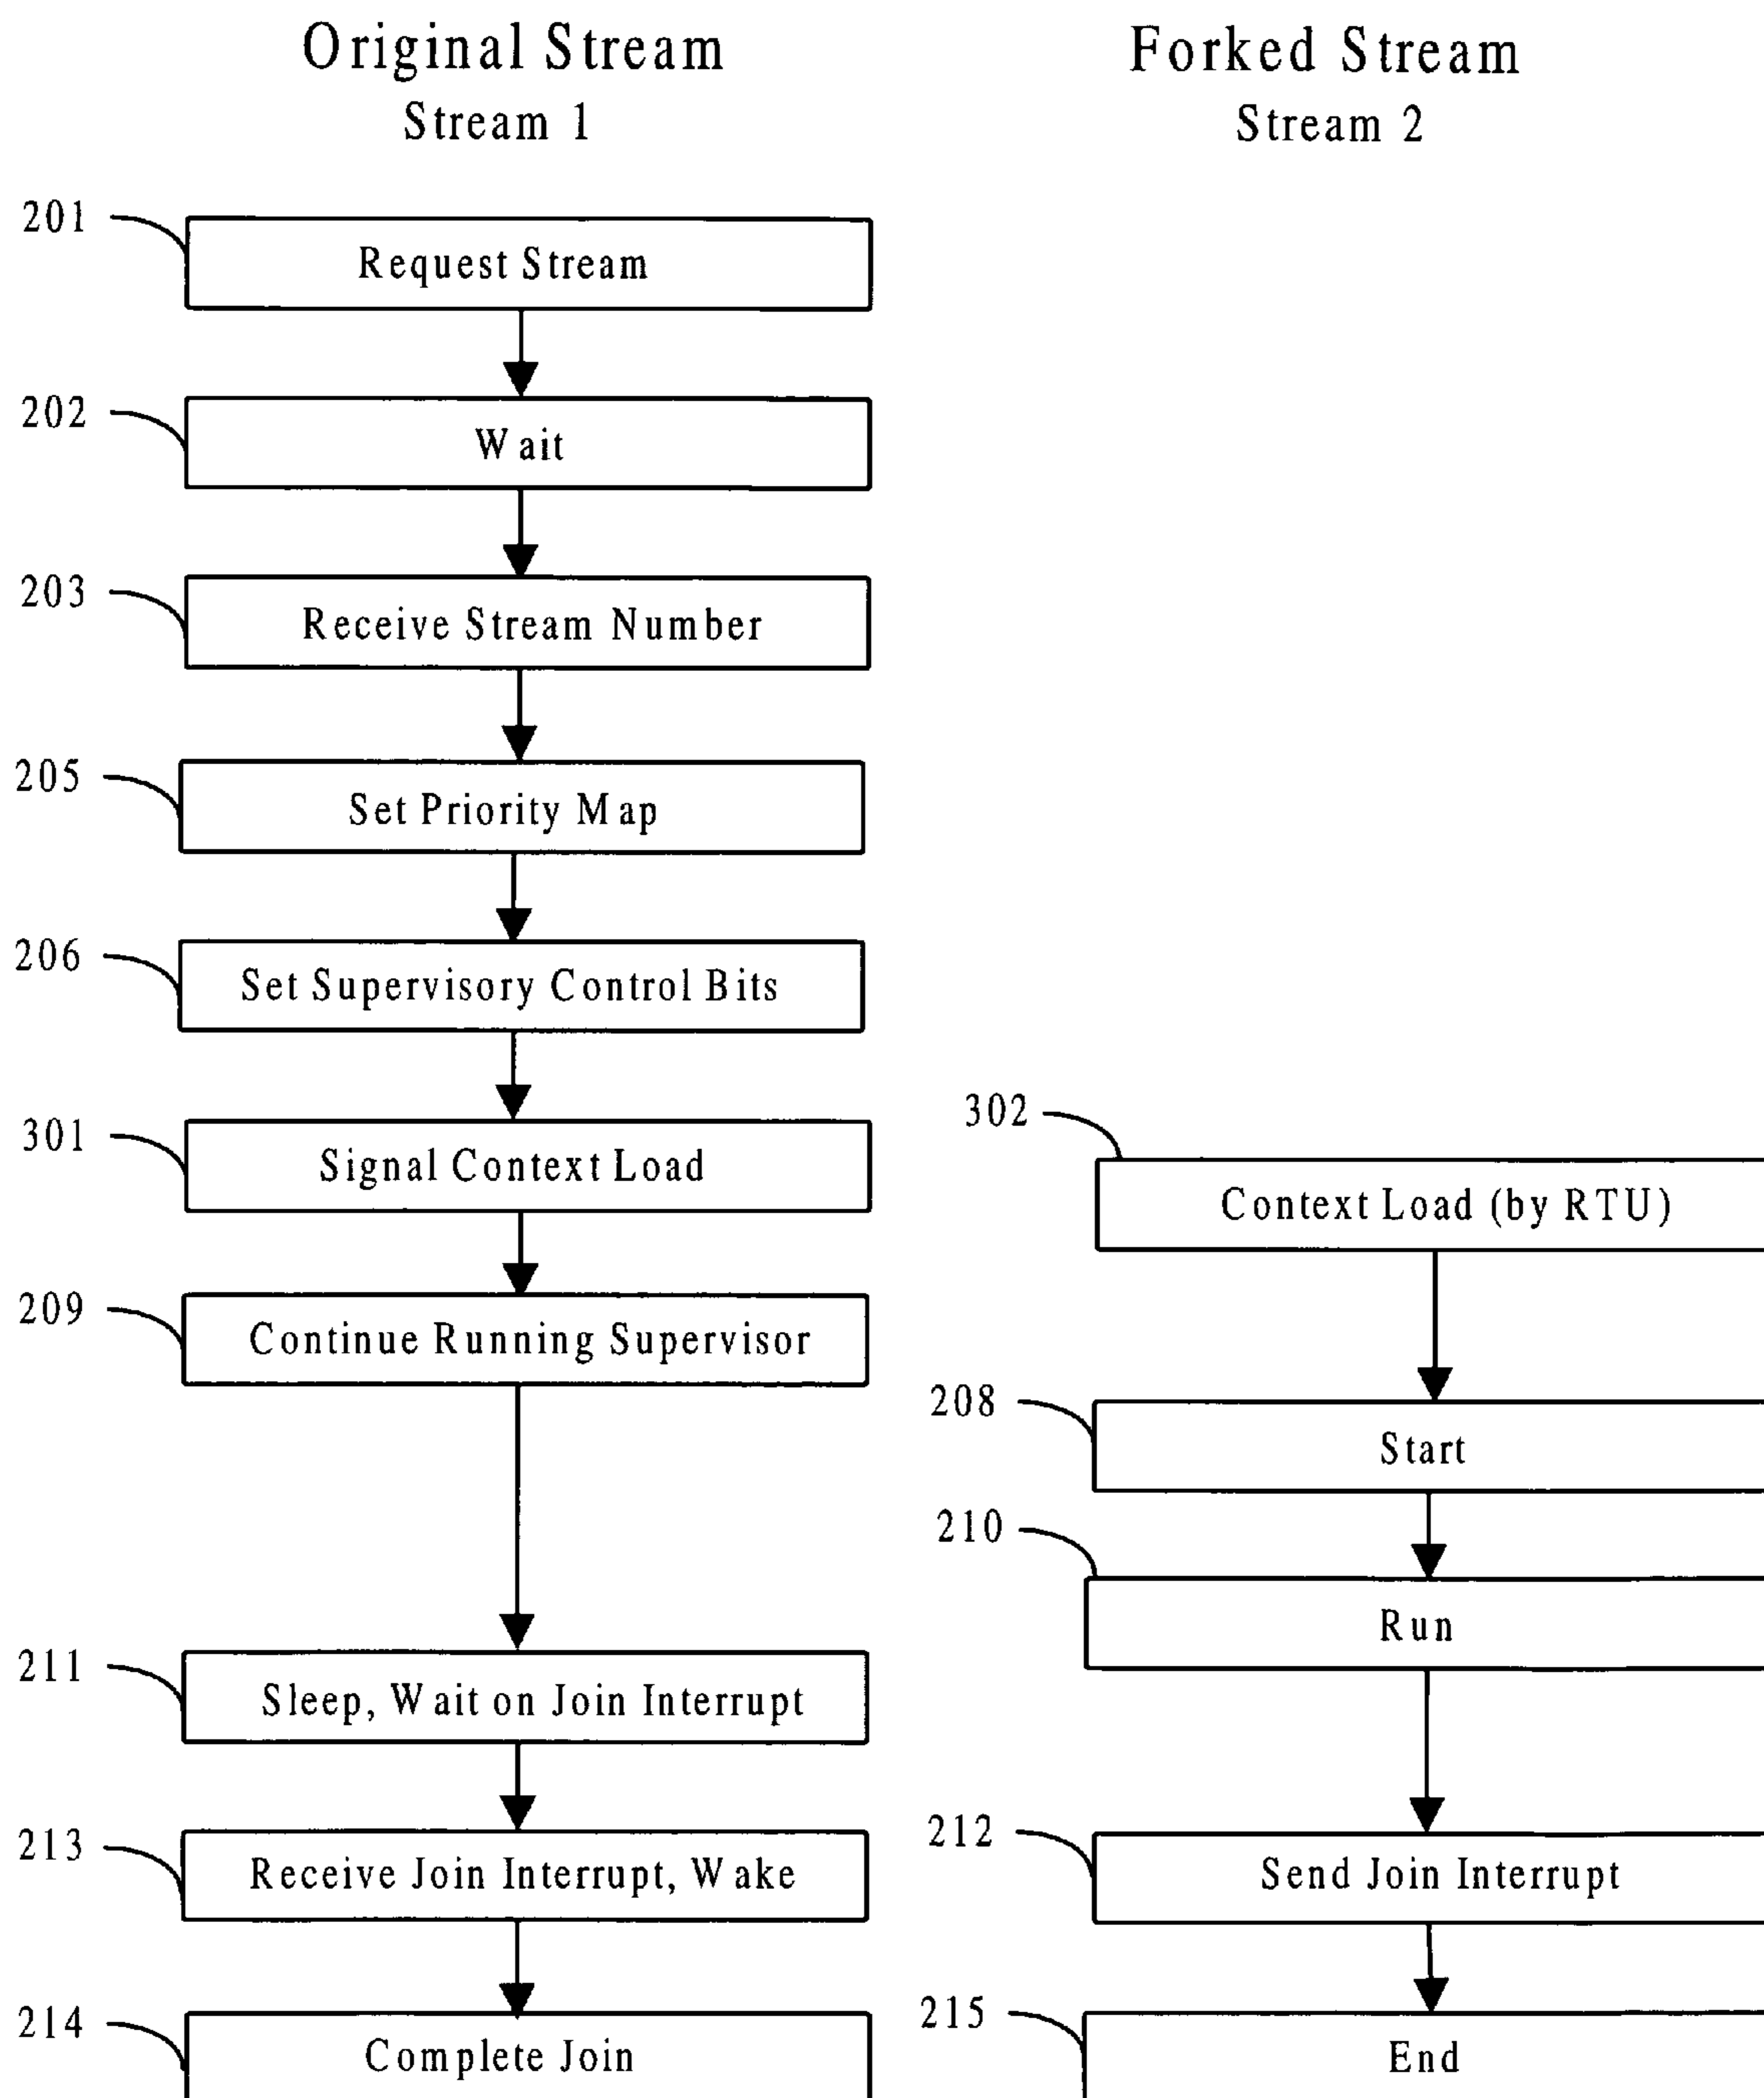 Original Stream
Stream 1
Forked Stream
Stream 2
201
Request Stream
202
Wait
203
Receive Stream Number
205
Set Priority Map
206
Set Supervisory Control Bits
301
Signal Context Load
302
Context Load (by RTU)
209
Continue Running Supervisor
208
Start
210
Run
211
Sleep, Wait on Join Interrupt
212
Send Join Interrupt
213
Receive Join Interrupt, Wake
214
Complete Join
215
End